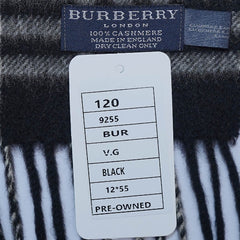 BURBERRY
LONDON
100% CASHMERE
MADE IN ENGLAND
DRY CLEAN ONLY
120
9255
BUR
V.G
BLACK
12*55
PRE-OWNED